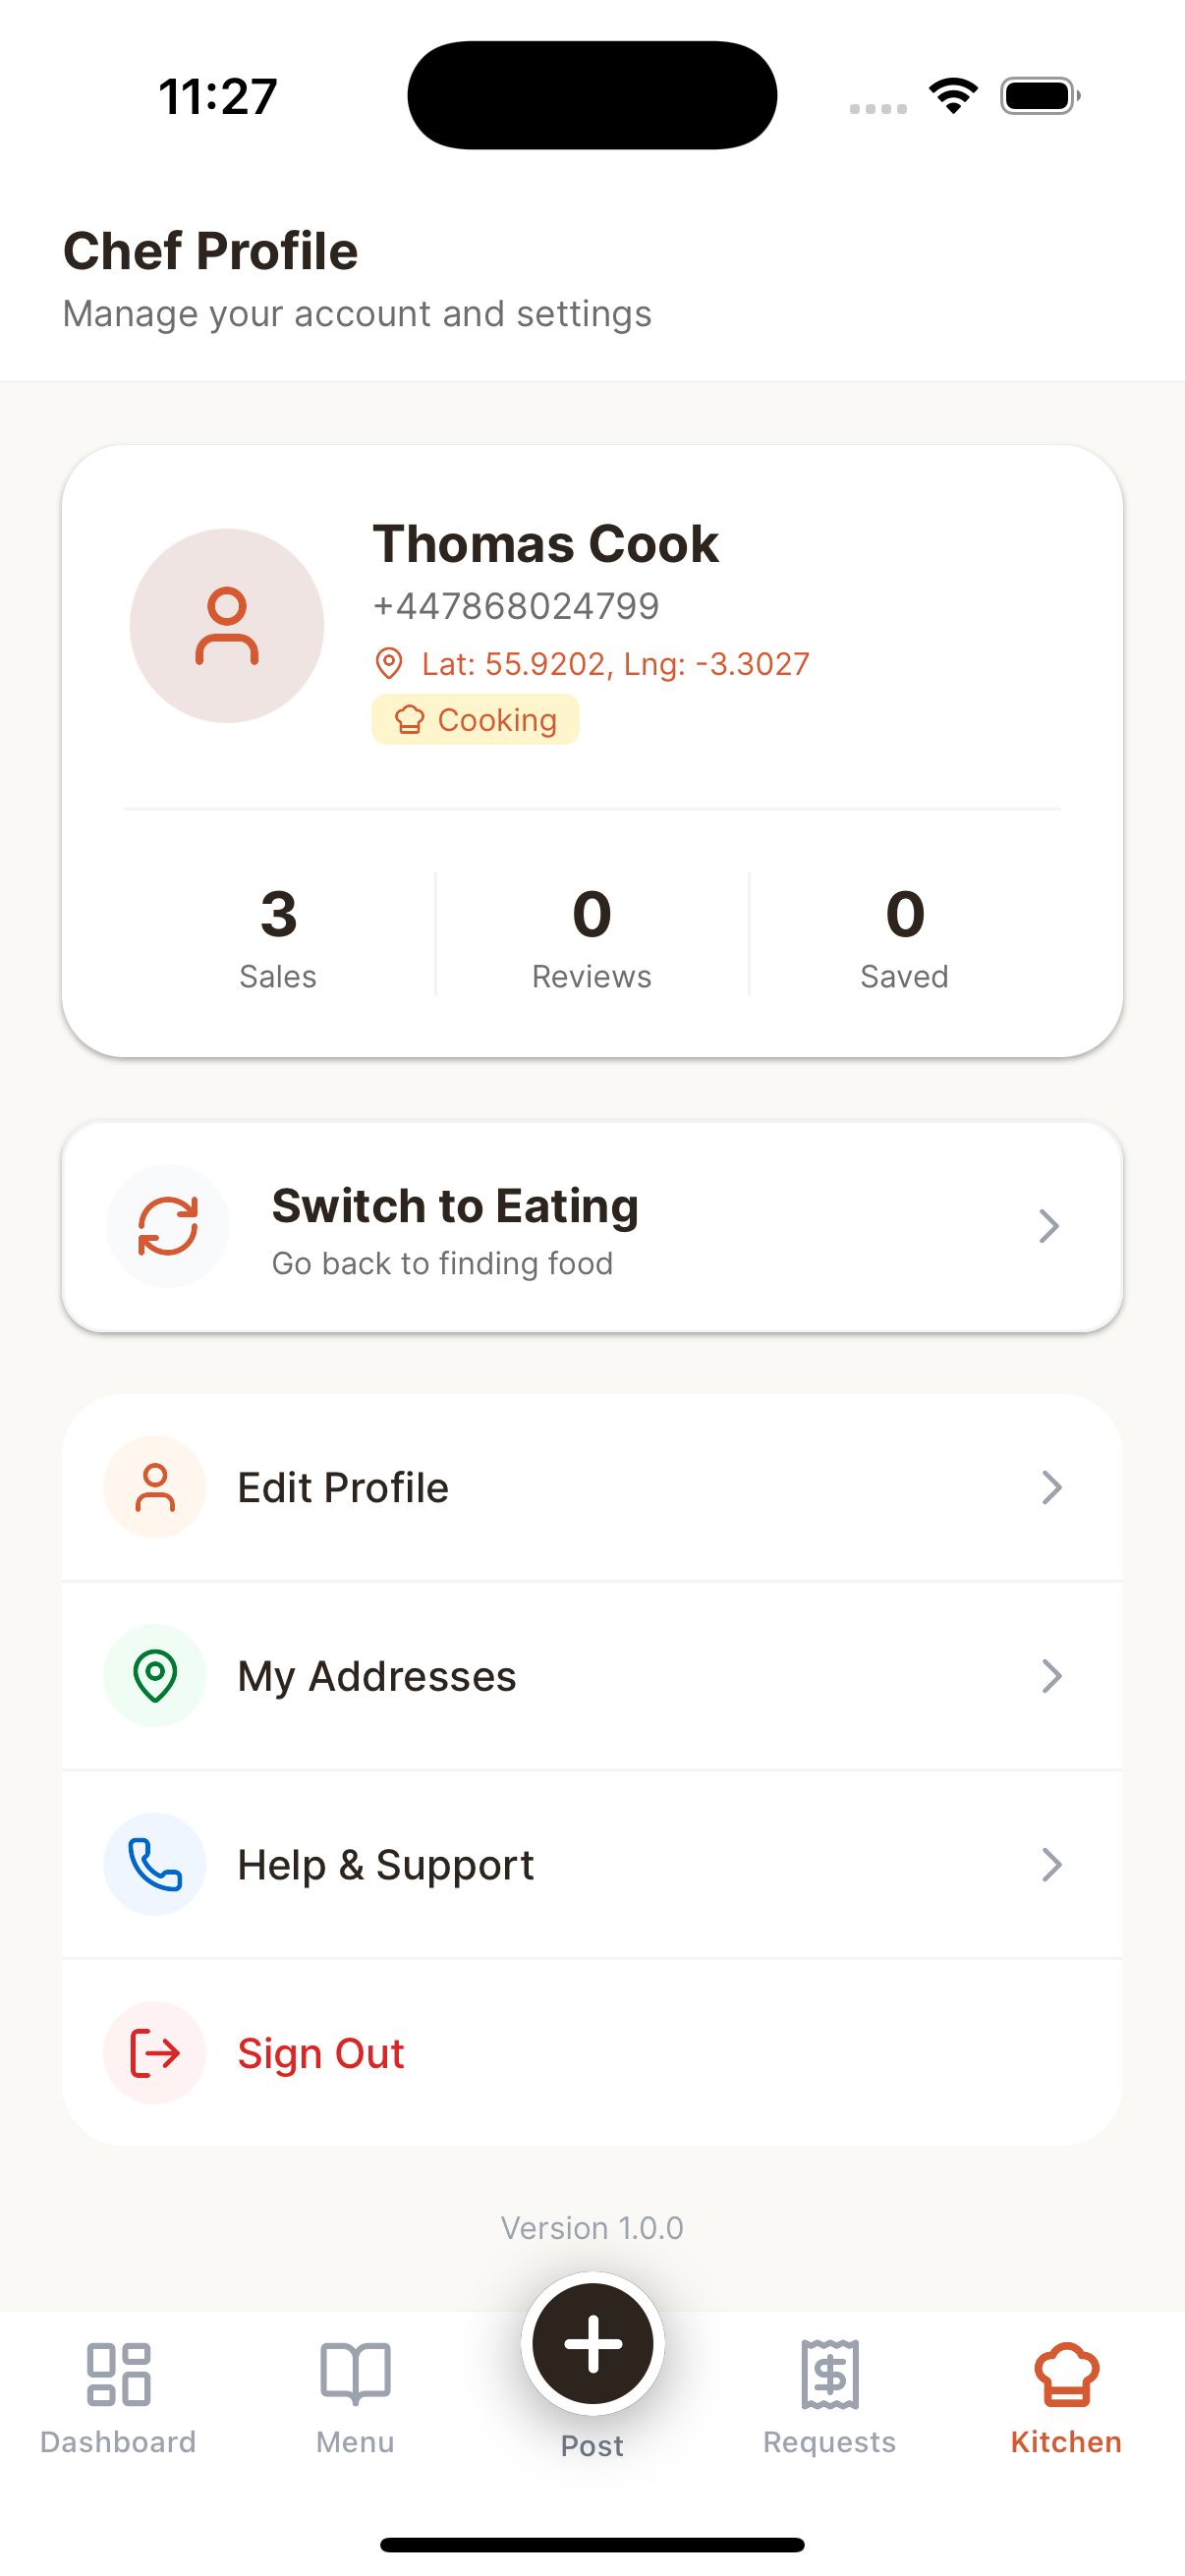 11:27
Chef Profile
Manage your account and settings
Thomas Cook
+447868024799
Lat: 55.9202, Lng: -3.3027
Cooking
3
Sales
0
Reviews
0
Saved
Switch to Eating
Go back to finding food
Edit Profile
My Addresses
Help & Support
Sign Out
Version 1.0.0
Dashboard
Menu
Post
Requests
Kitchen